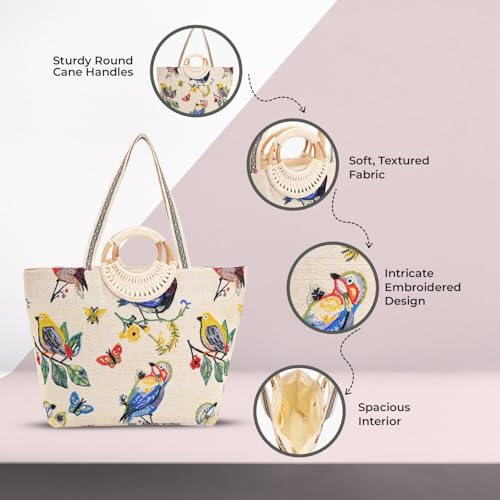 Sturdy Round
Cane Handles
Soft, Textured
Fabric
Intricate
Embroidered
Design
Spacious
Interior